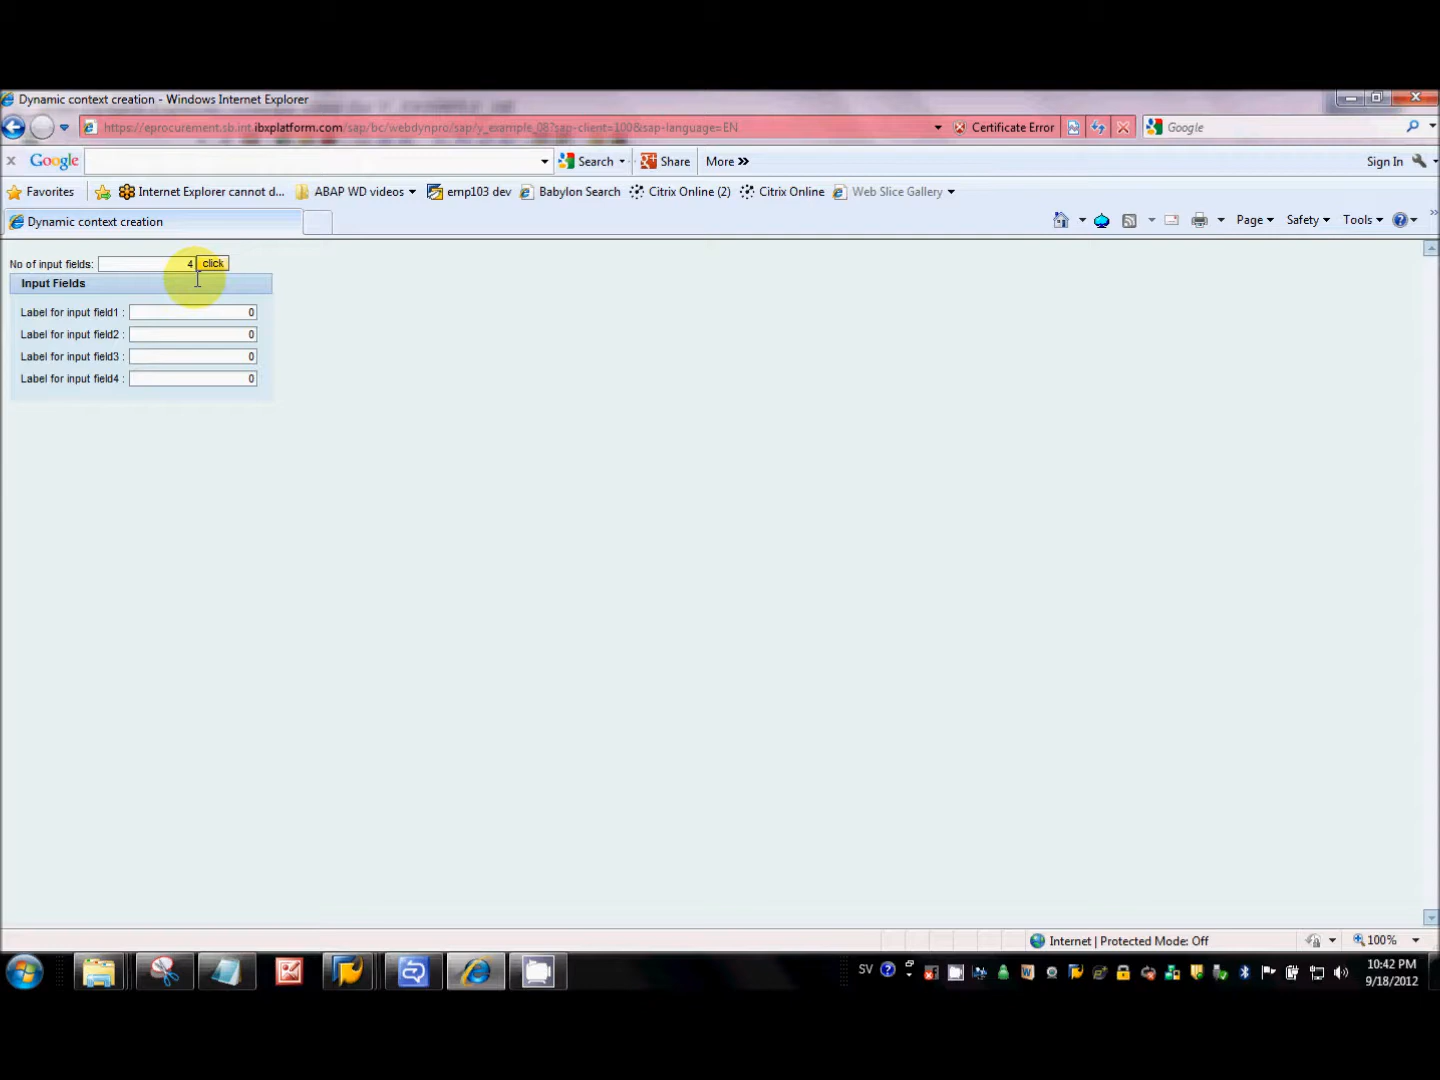 Dynamic context creation - Windows Internet Explorer
https://eprocurement.sb.int.ibxplatform.com/sap/bc/webdynpro/sap/y_example_08?sap-client=100&sap-language=EN Certificate Error Google
x Google Search Share More » Sign In
Favorites Internet Explorer cannot d... ABAP WD videos emp103 dev Babylon Search Citrix Online (2) Citrix Online Web Slice Gallery
Dynamic context creation Page Safety Tools
No of input fields: 4 click
Input Fields
Label for input field1 : 0
Label for input field2 : 0
Label for input field3 : 0
Label for input field4 : 0
Internet | Protected Mode: Off 100%
SV 10:42 PM
9/18/2012